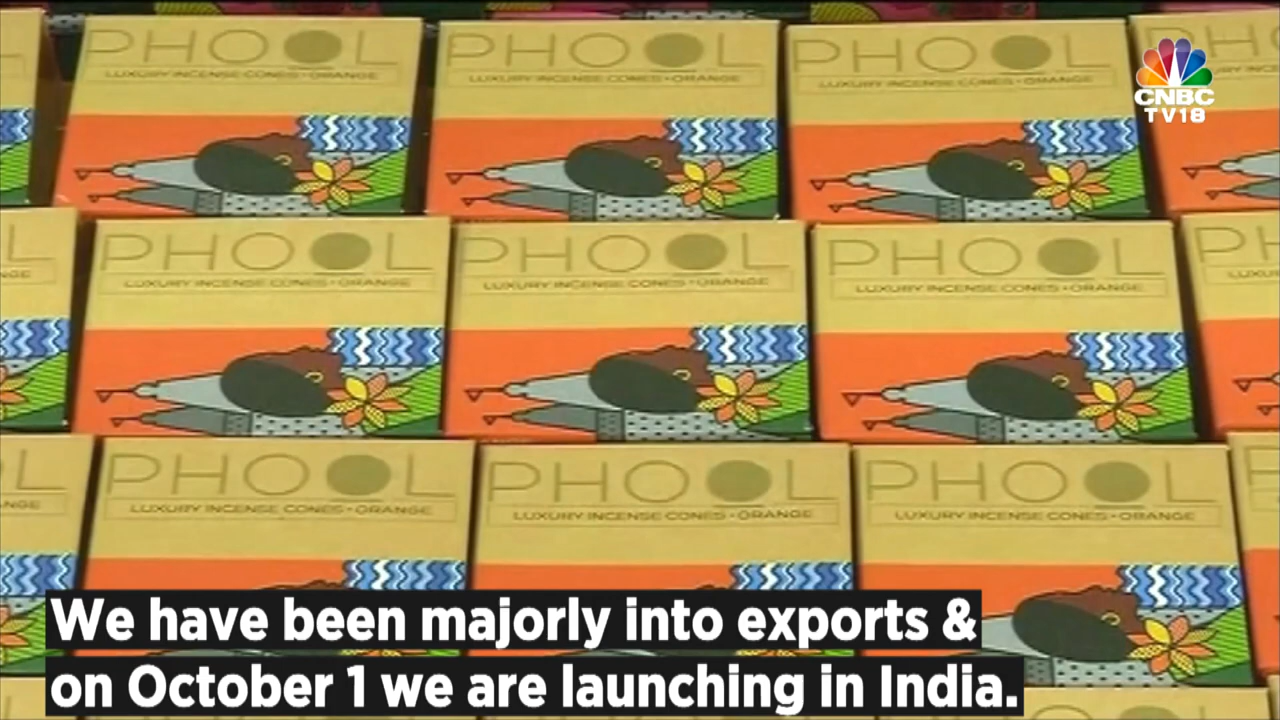 PHOOL PHOOL PHOOL
LUXURY INCENSE CONES • ORANGE LUXURY INCENSE CONES • ORANGE LUXURY INCENSE CONES • ORANGE
CNBC
TV18
PHOOL PHOOL PHOOL
LUXURY INCENSE CONES • ORANGE LUXURY INCENSE CONES • ORANGE LUXURY INCENSE CONES • ORANGE
PHOOL PHOOL PHOOL
LUXURY INCENSE CONES • ORANGE LUXURY INCENSE CONES • ORANGE LUXURY INCENSE CONES • ORANGE
We have been majorly into exports &
on October 1 we are launching in India.